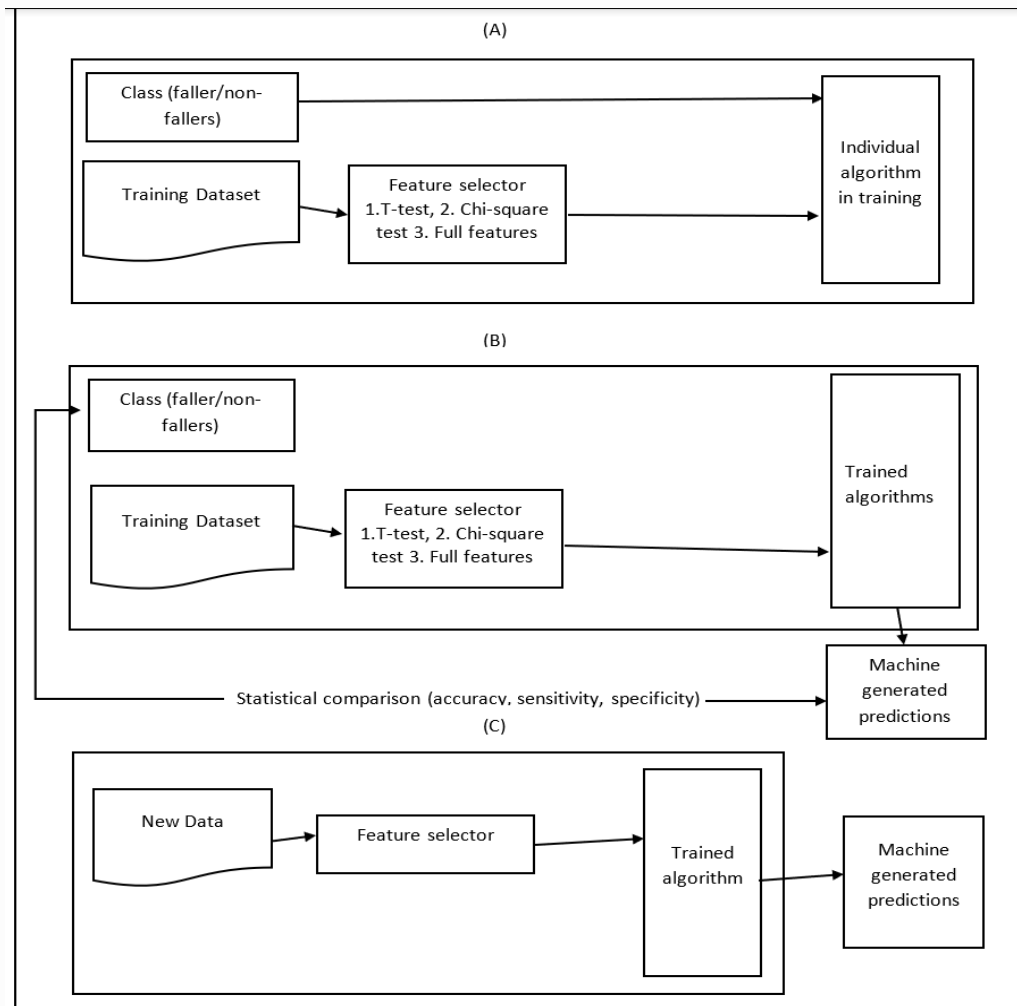 (A)
Class (faller/non-
fallers)
Individual
algorithm
in training
Training Dataset
Feature selector
1.T-test, 2. Chi-square
test 3. Full features
(B)
Class (faller/non-
fallers)
Trained
algorithms
Training Dataset
Feature selector
1.T-test, 2. Chi-square
test 3. Full features
Machine
generated
predictions
Statistical comparison (accuracy, sensitivity, specificity)
(C)
New Data
Feature selector
Trained
algorithm
Machine
generated
predictions